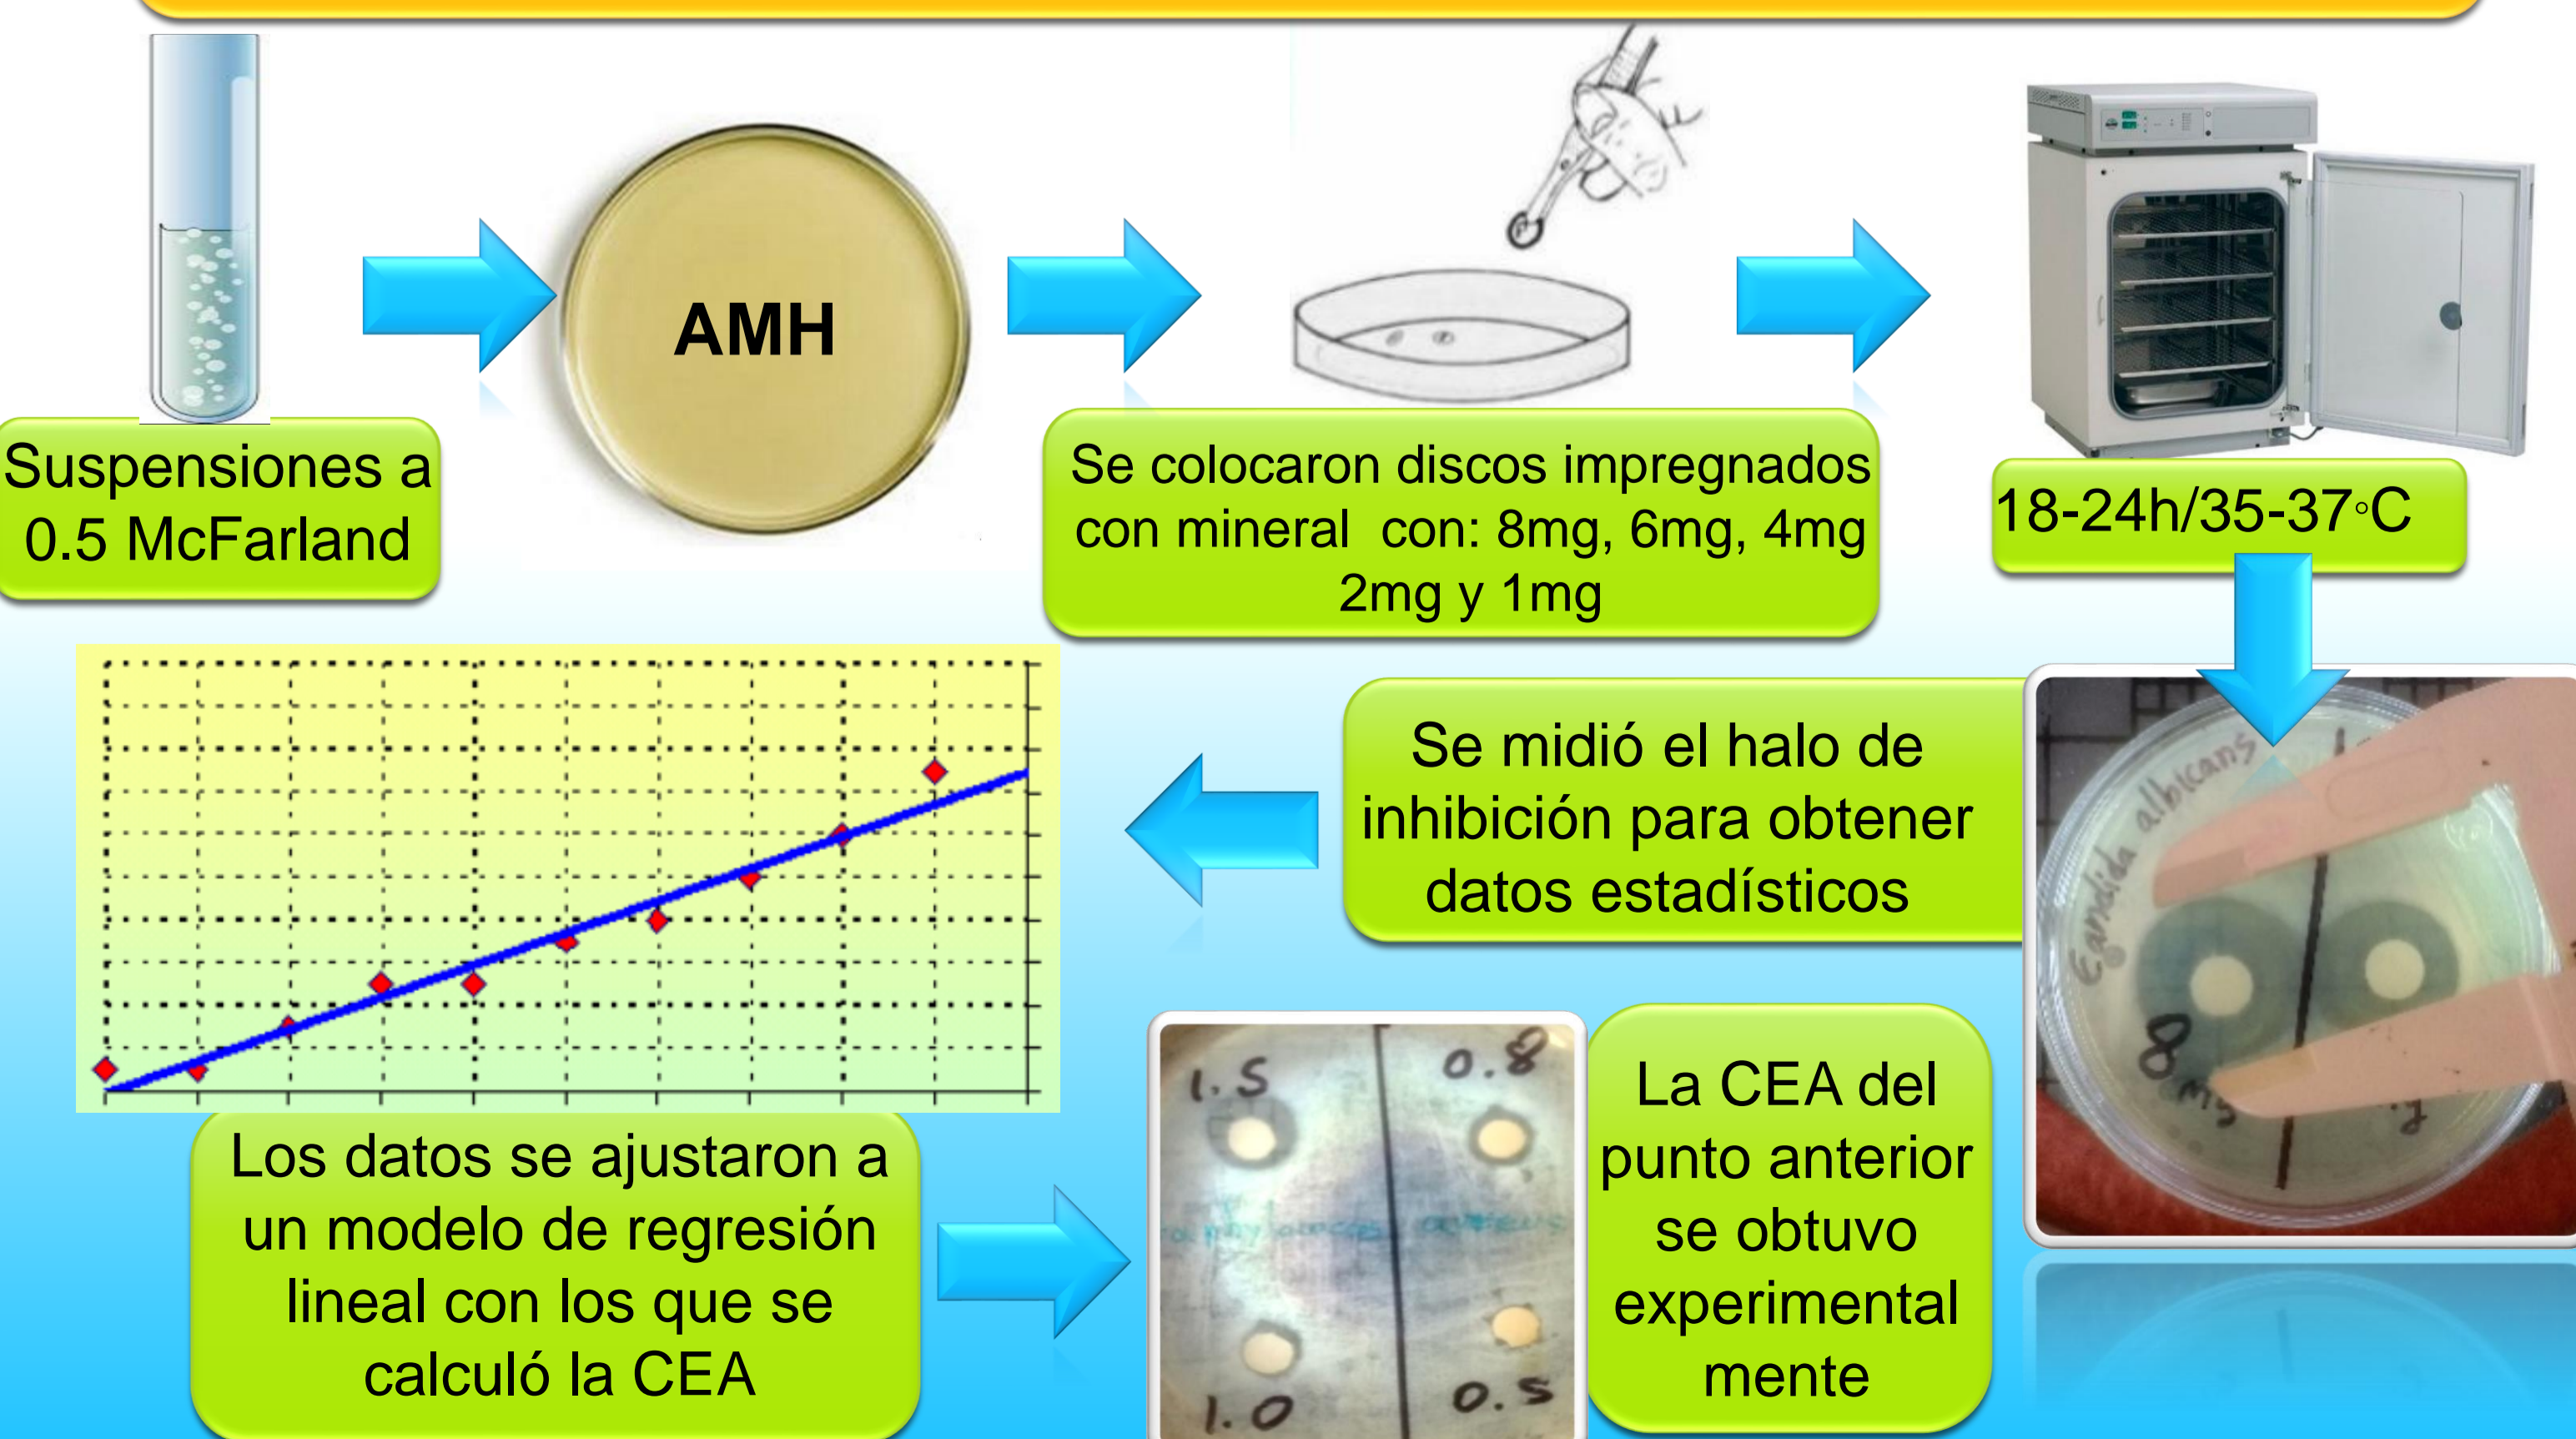 AMH
Suspensiones a
0.5 McFarland
Se colocaron discos impregnados
con mineral con: 8mg, 6mg, 4mg
2mg y 1mg
18-24h/35-37°C
Se midió el halo de
inhibición para obtener
datos estadísticos
Candida albicans
8 mg
Los datos se ajustaron a
un modelo de regresión
lineal con los que se
calculó la CEA
1.5
0.8
1.0
0.5
La CEA del
punto anterior
se obtuvo
experimental
mente